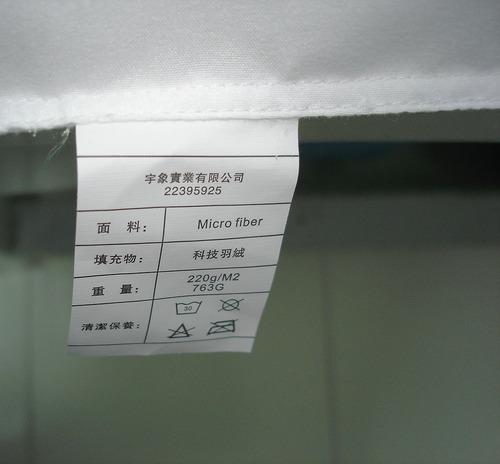 宇象實業有限公司
22395925
面 料: Micro fiber
填充物: 科技羽絨
重 量: 220g/M2
763G
清潔保養: 30